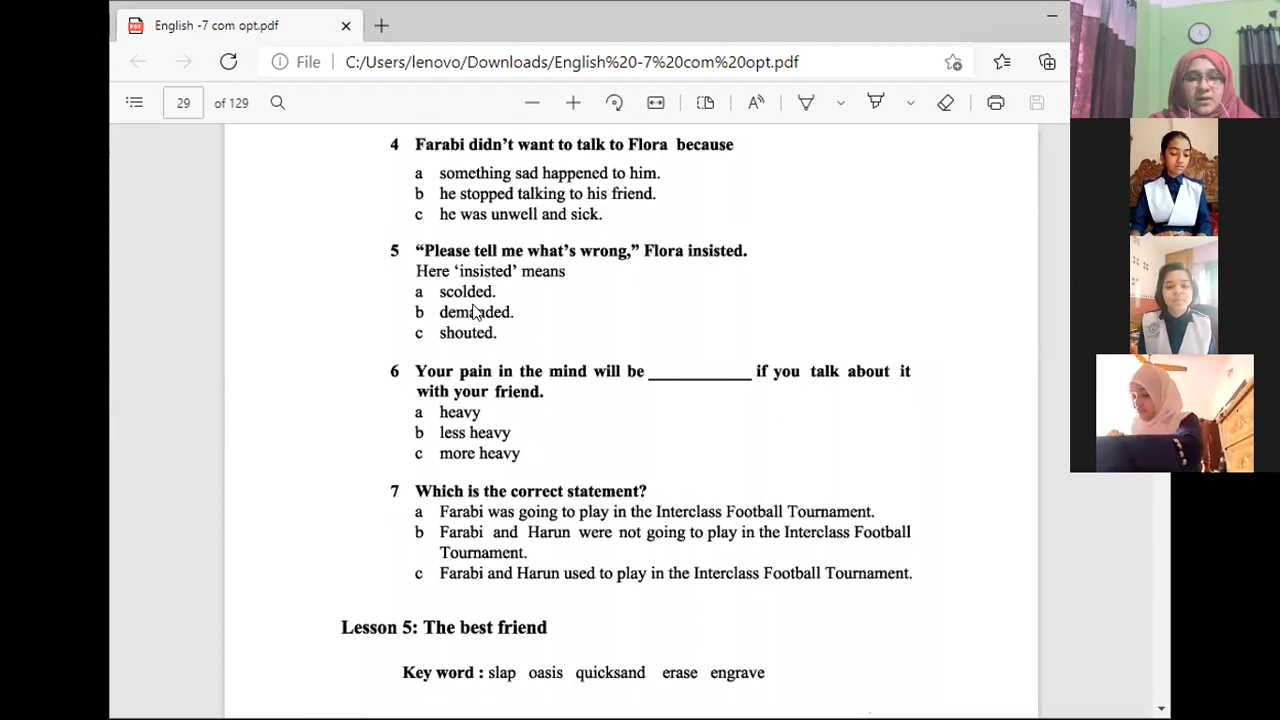 English -7 com opt.pdf
File C:/Users/lenovo/Downloads/English%20-7%20com%20opt.pdf
29 of 129
4 Farabi didn’t want to talk to Flora because
a something sad happened to him.
b he stopped talking to his friend.
c he was unwell and sick.
5 “Please tell me what’s wrong,” Flora insisted.
Here ‘insisted’ means
a scolded.
b demanded.
c shouted.
6 Your pain in the mind will be ___________ if you talk about it
with your friend.
a heavy
b less heavy
c more heavy
7 Which is the correct statement?
a Farabi was going to play in the Interclass Football Tournament.
b Farabi and Harun were not going to play in the Interclass Football
Tournament.
c Farabi and Harun used to play in the Interclass Football Tournament.
Lesson 5: The best friend
Key word : slap oasis quicksand erase engrave